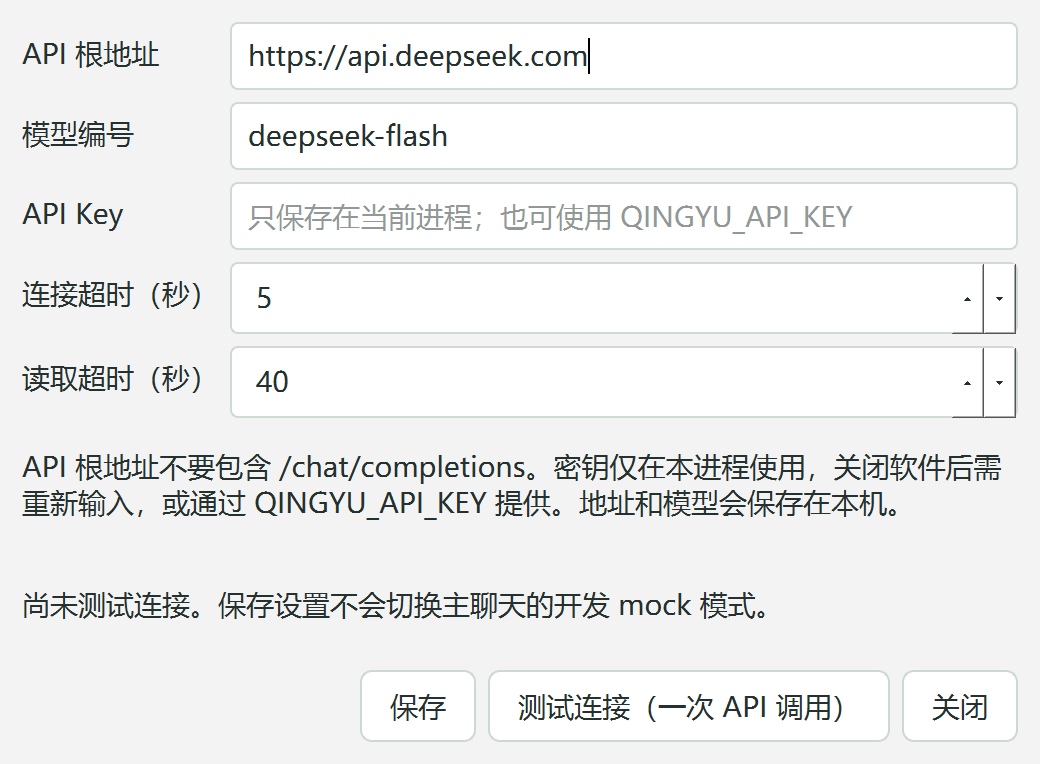 API 根地址
https://api.deepseek.com
模型编号
deepseek-flash
API Key
只保存在当前进程；也可使用 QINGYU_API_KEY
连接超时（秒）
5
读取超时（秒）
40
API 根地址不要包含 /chat/completions。密钥仅在本进程使用，关闭软件后需
重新输入，或通过 QINGYU_API_KEY 提供。地址和模型会保存在本机。
尚未测试连接。保存设置不会切换主聊天的开发 mock 模式。
保存
测试连接（一次 API 调用）
关闭